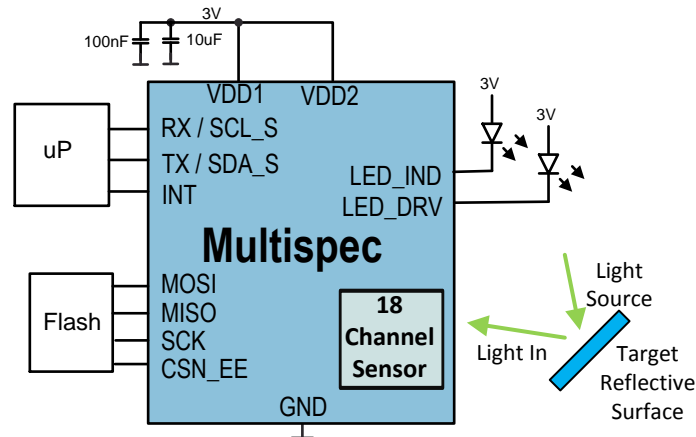 3V
100nF
10uF
VDD1
VDD2
3V
3V
uP
RX / SCL_S
TX / SDA_S
INT
LED_IND
LED_DRV
Multispec
Flash
MOSI
MISO
SCK
CSN_EE
18
Channel
Sensor
GND
Light
Source
Light In
Target
Reflective
Surface